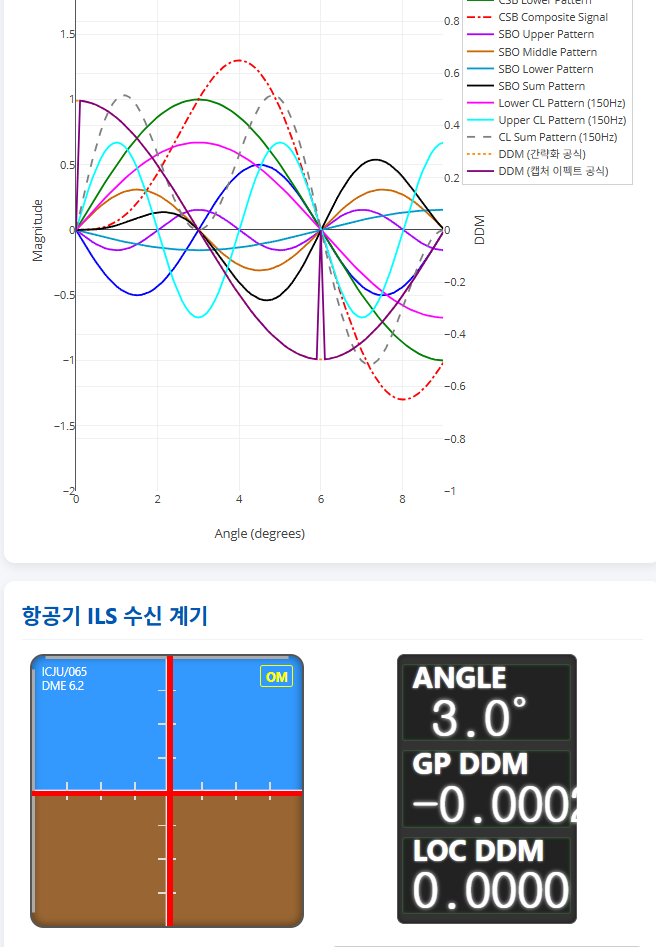 CSB Lower Pattern
CSB Composite Signal
SBO Upper Pattern
SBO Middle Pattern
SBO Lower Pattern
SBO Sum Pattern
Lower CL Pattern (150Hz)
Upper CL Pattern (150Hz)
CL Sum Pattern (150Hz)
DDM (간략화 공식)
DDM (캡처 이펙트 공식)
1.5
1
0.5
0
−0.5
−1
−1.5
−2
Magnitude
0.8
0.6
0.4
0.2
0
−0.2
−0.4
−0.6
−0.8
−1
DDM
0
2
4
6
8
Angle (degrees)
항공기 ILS 수신 계기
ICJU/065
DME 6.2
OM
ANGLE
3.0°
GP DDM
−0.0002
LOC DDM
0.0000